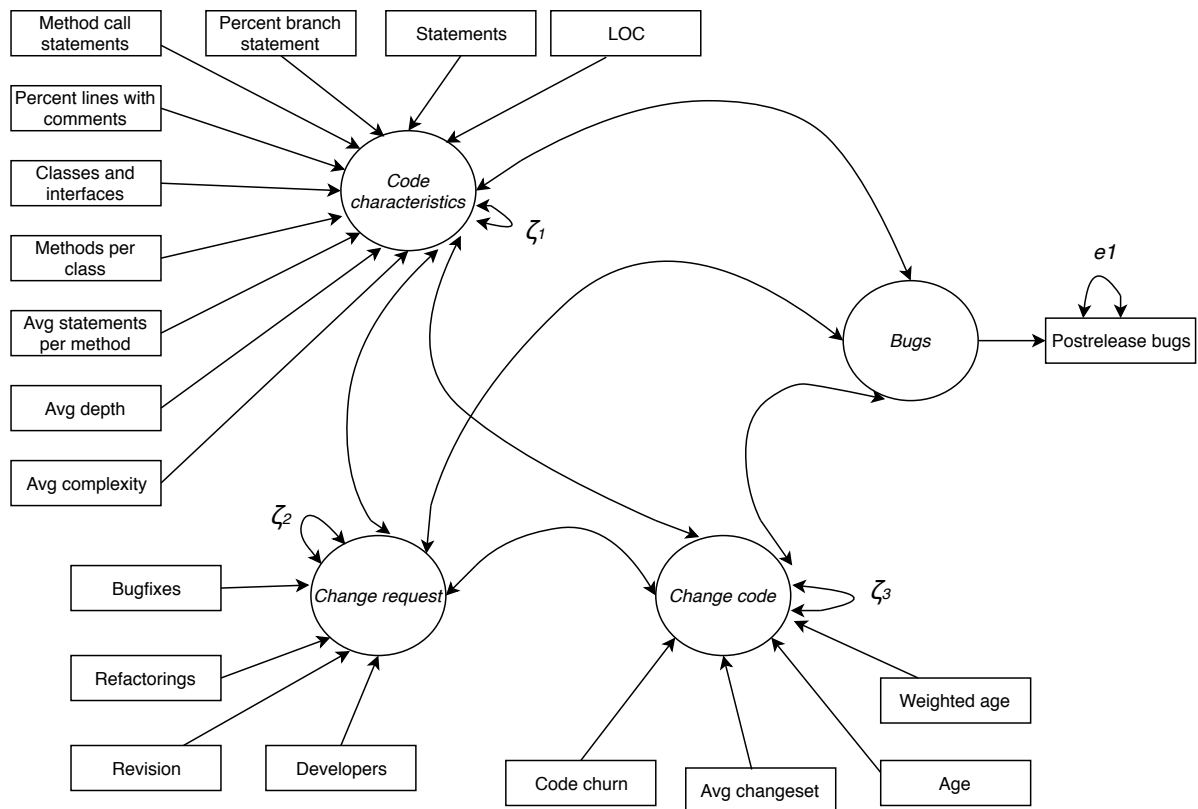 Method call
statements
Percent branch
statement
Statements
LOC
Percent lines with
comments
Classes and
interfaces
Methods per
class
Avg statements
per method
Avg depth
Avg complexity
Code
characteristics
ζ1
Bugs
e1
Postrelease bugs
ζ2
Change request
Bugfixes
Refactorings
Revision
Developers
Change code
ζ3
Weighted age
Age
Avg changeset
Code churn